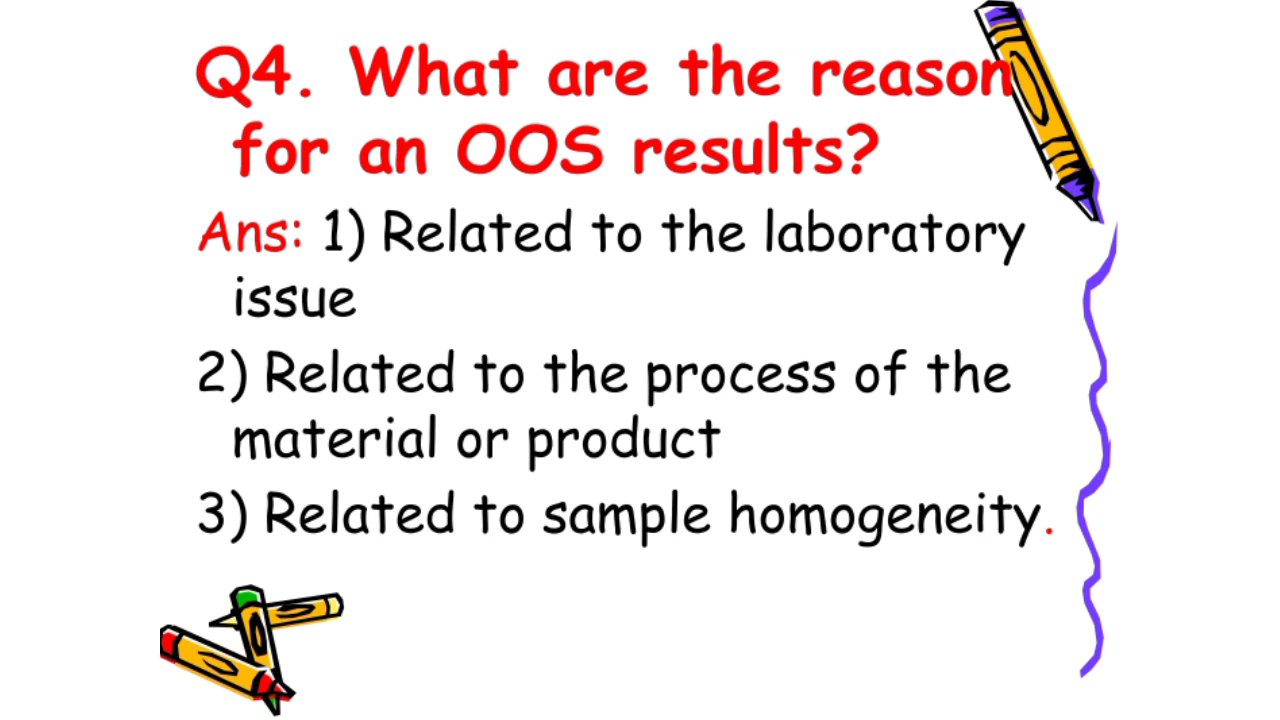 Q4. What are the reason
for an OOS results?
Ans: 1) Related to the laboratory
issue
2) Related to the process of the
material or product
3) Related to sample homogeneity.